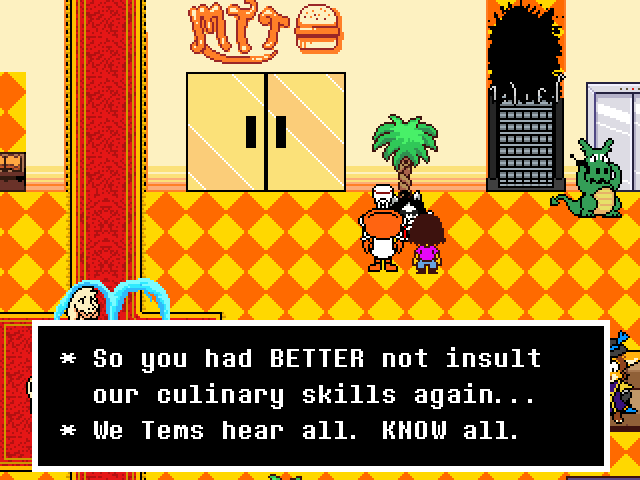 MTT
* So you had BETTER not insult
our culinary skills again...
* We Tems hear all. KNOW all.